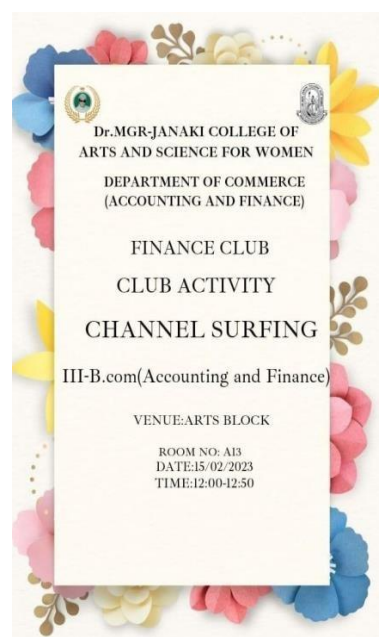 Dr.MGR-JANAKI COLLEGE OF
ARTS AND SCIENCE FOR WOMEN
DEPARTMENT OF COMMERCE
(ACCOUNTING AND FINANCE)
FINANCE CLUB
CLUB ACTIVITY
CHANNEL SURFING
III-B.com(Accounting and Finance)
VENUE:ARTS BLOCK
ROOM NO: A13
DATE:15/02/2023
TIME:12:00-12:50